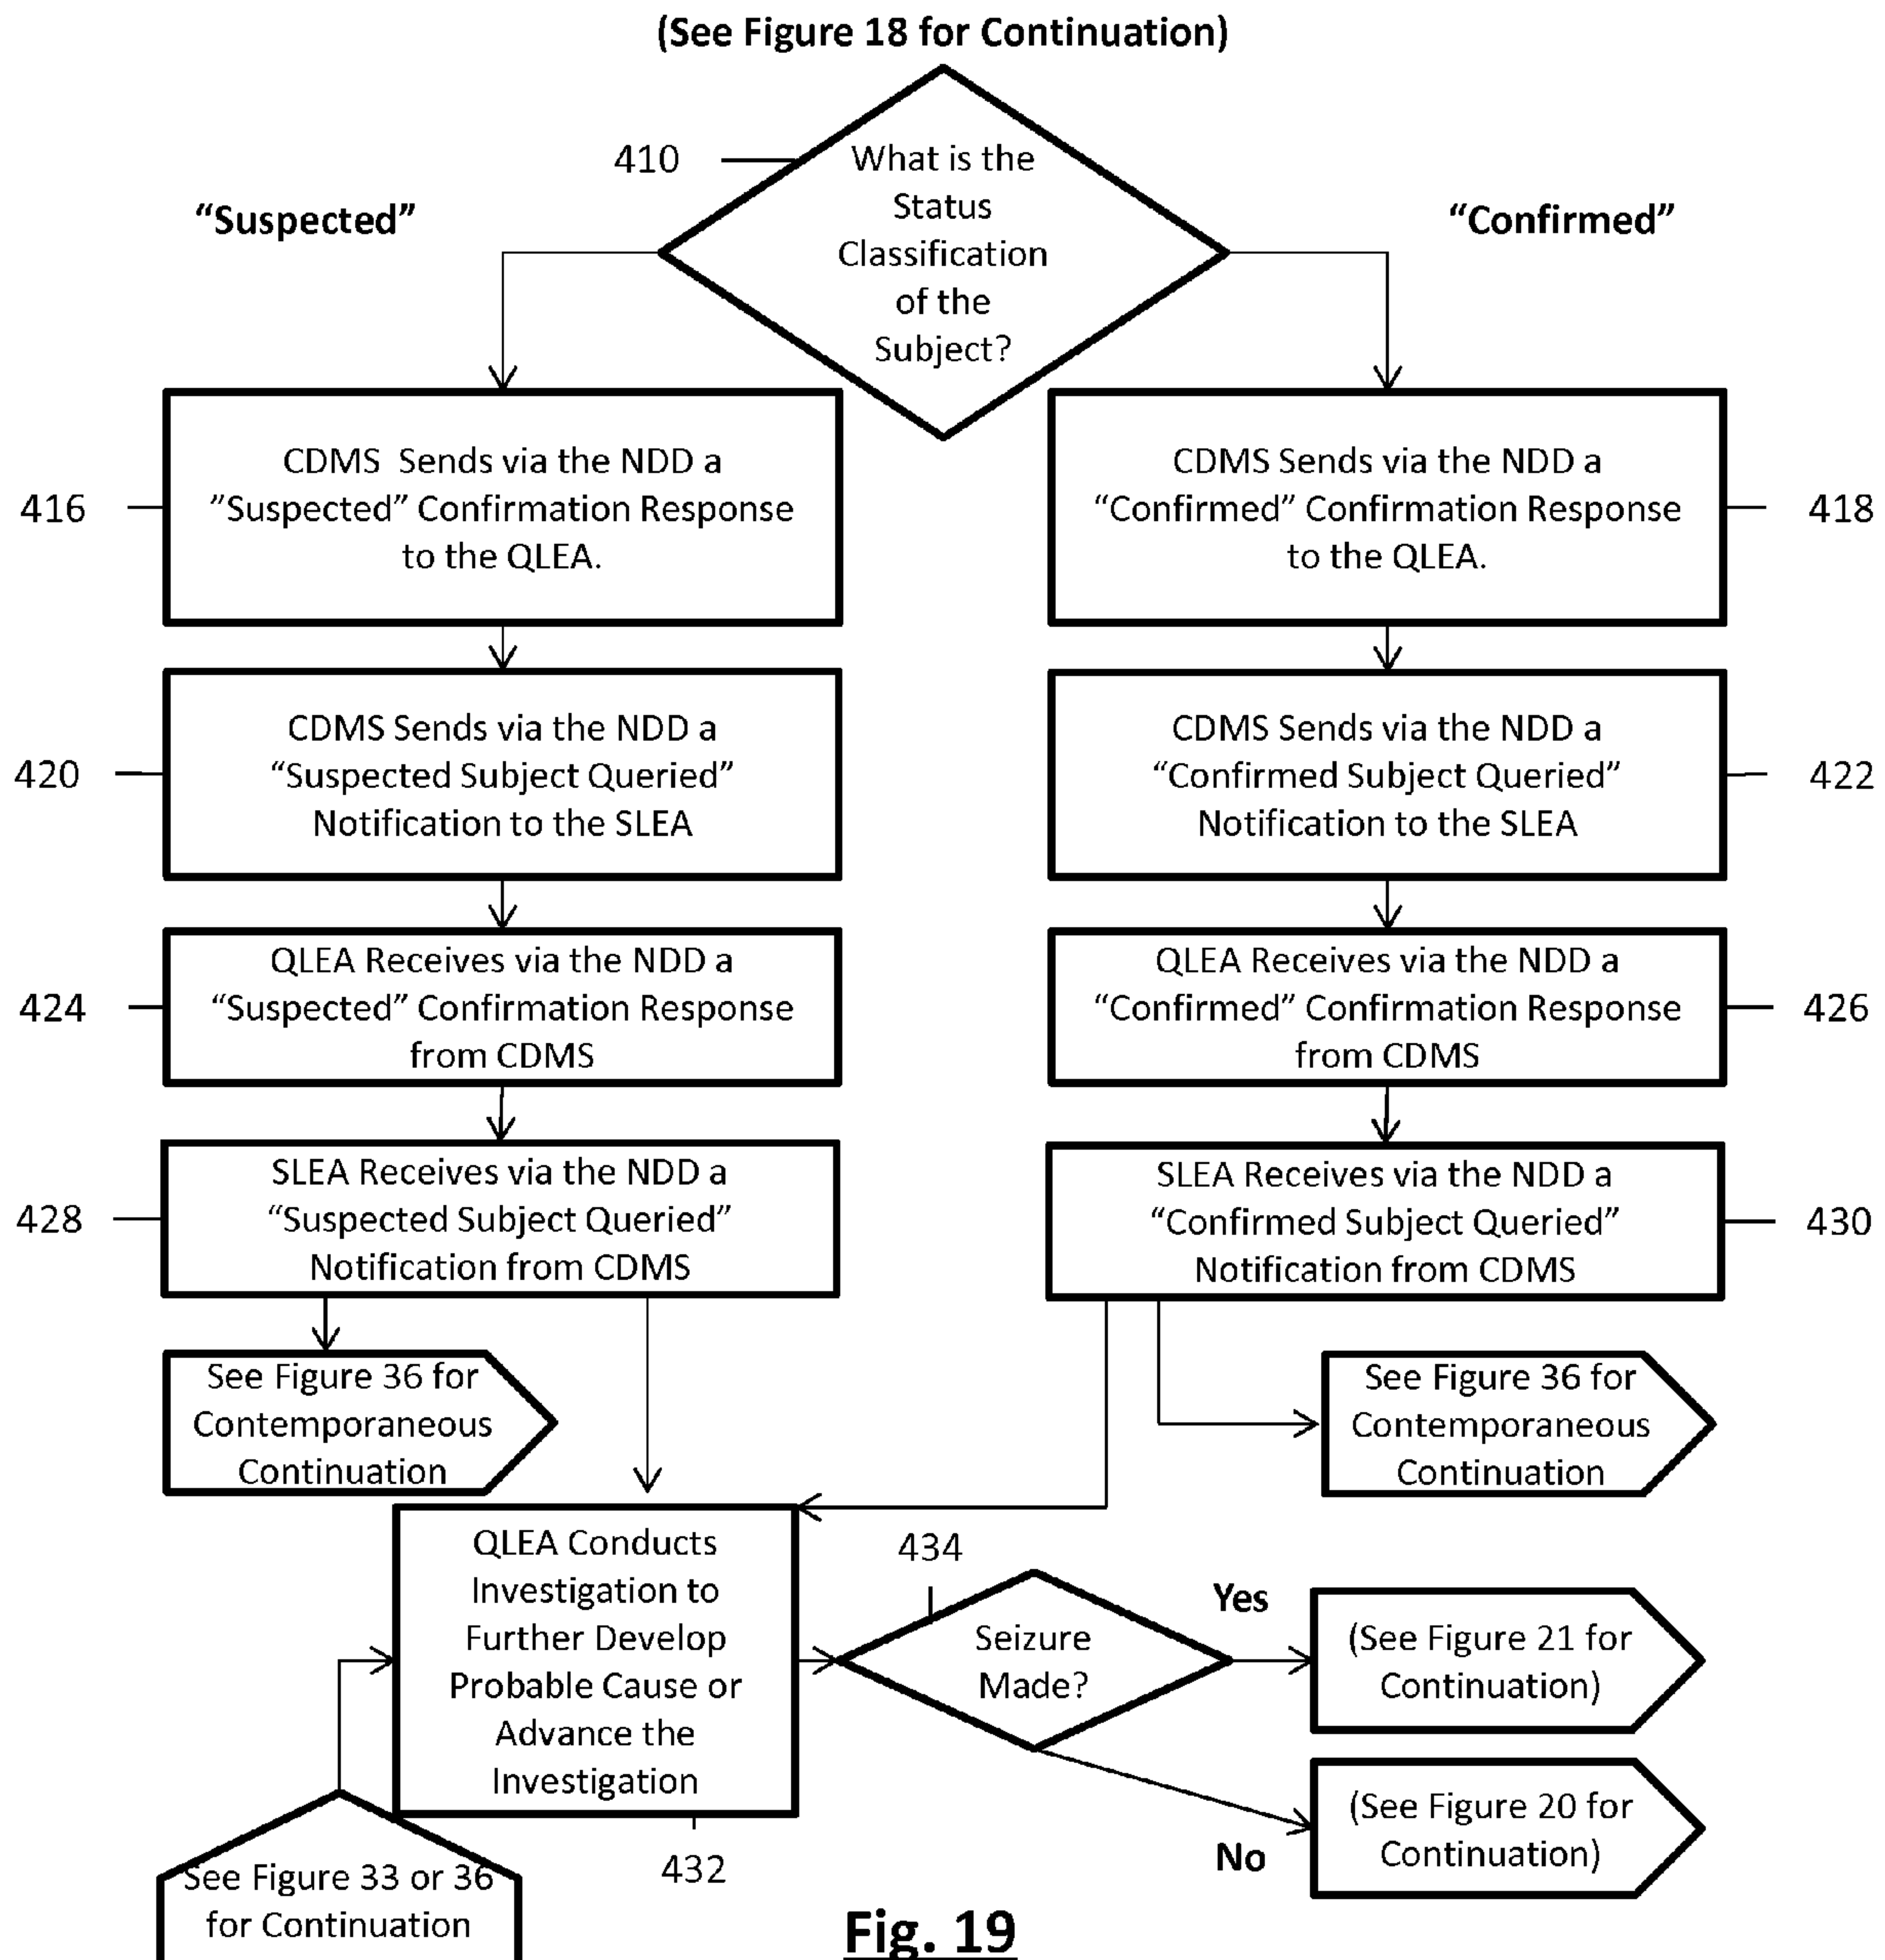 (See Figure 18 for Continuation)
410
What is the
Status
Classification
of the
Subject?
“Suspected”
“Confirmed”
416
CDMS Sends via the NDD a
”Suspected” Confirmation Response
to the QLEA.
CDMS Sends via the NDD a
“Confirmed” Confirmation Response
to the QLEA.
418
420
CDMS Sends via the NDD a
“Suspected Subject Queried”
Notification to the SLEA
CDMS Sends via the NDD a
“Confirmed Subject Queried”
Notification to the SLEA
422
424
QLEA Receives via the NDD a
“Suspected” Confirmation Response
from CDMS
QLEA Receives via the NDD a
“Confirmed” Confirmation Response
from CDMS
426
428
SLEA Receives via the NDD a
“Suspected Subject Queried”
Notification from CDMS
SLEA Receives via the NDD a
“Confirmed Subject Queried”
Notification from CDMS
430
See Figure 36 for
Contemporaneous
Continuation
See Figure 36 for
Contemporaneous
Continuation
QLEA Conducts
Investigation to
Further Develop
Probable Cause or
Advance the
Investigation
432
434
Seizure
Made?
Yes
(See Figure 21 for
Continuation)
No
(See Figure 20 for
Continuation)
See Figure 33 or 36
for Continuation
Fig. 19